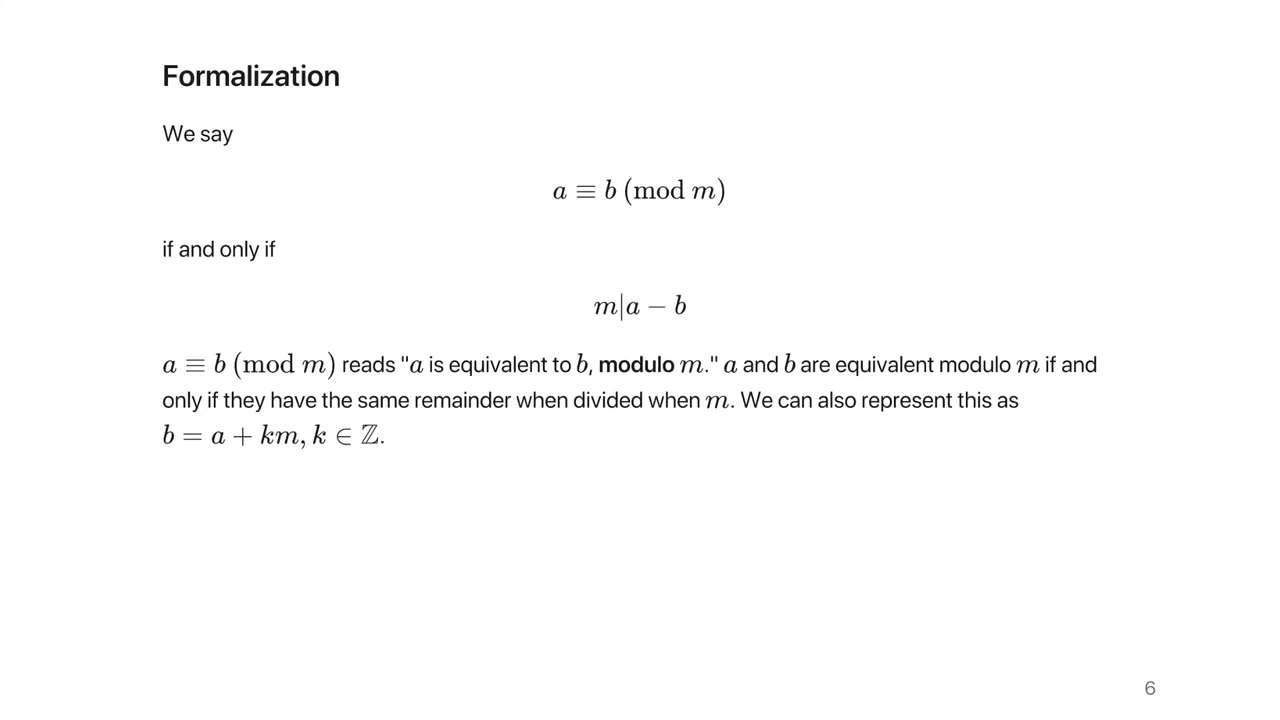 Formalization
We say
a ≡ b (mod m)
if and only if
m|a − b
a ≡ b (mod m) reads "a is equivalent to b, modulo m." a and b are equivalent modulo m if and
only if they have the same remainder when divided when m. We can also represent this as
b = a + km, k ∈ ℤ.
6